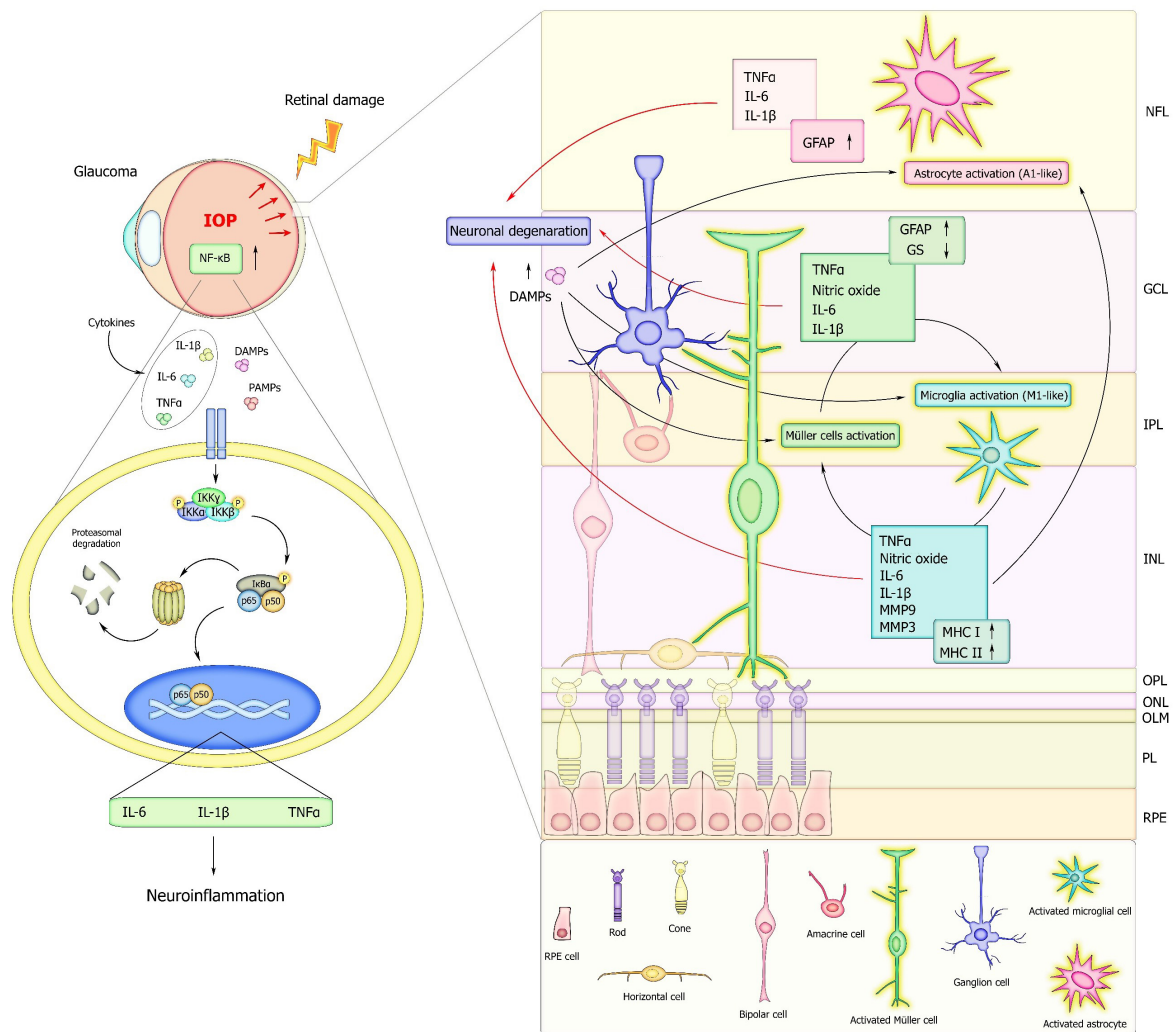 Retinal damage
Glaucoma
IOP
NF-κB
Cytokines
IL-1β
IL-6
TNFα
DAMPs
PAMPs
IKKγ
P
IKKα
IKKβ
P
Proteasomal
degradation
P
IκBα
p65
p50
p65
p50
IL-6 IL-1β TNFα
Neuroinflammation
TNFα
IL-6
IL-1β
GFAP
Astrocyte activation (A1-like)
NFL
Neuronal degenaration
DAMPs
GFAP
GS
TNFα
Nitric oxide
IL-6
IL-1β
GCL
Microglia activation (M1-like)
Müller cells activation
IPL
TNFα
Nitric oxide
IL-6
IL-1β
MMP9
MMP3
MHC I
MHC II
INL
OPL
ONL
OLM
PL
RPE
RPE cell
Rod
Cone
Horizontal cell
Bipolar cell
Amacrine cell
Activated Müller cell
Ganglion cell
Activated microglial cell
Activated astrocyte